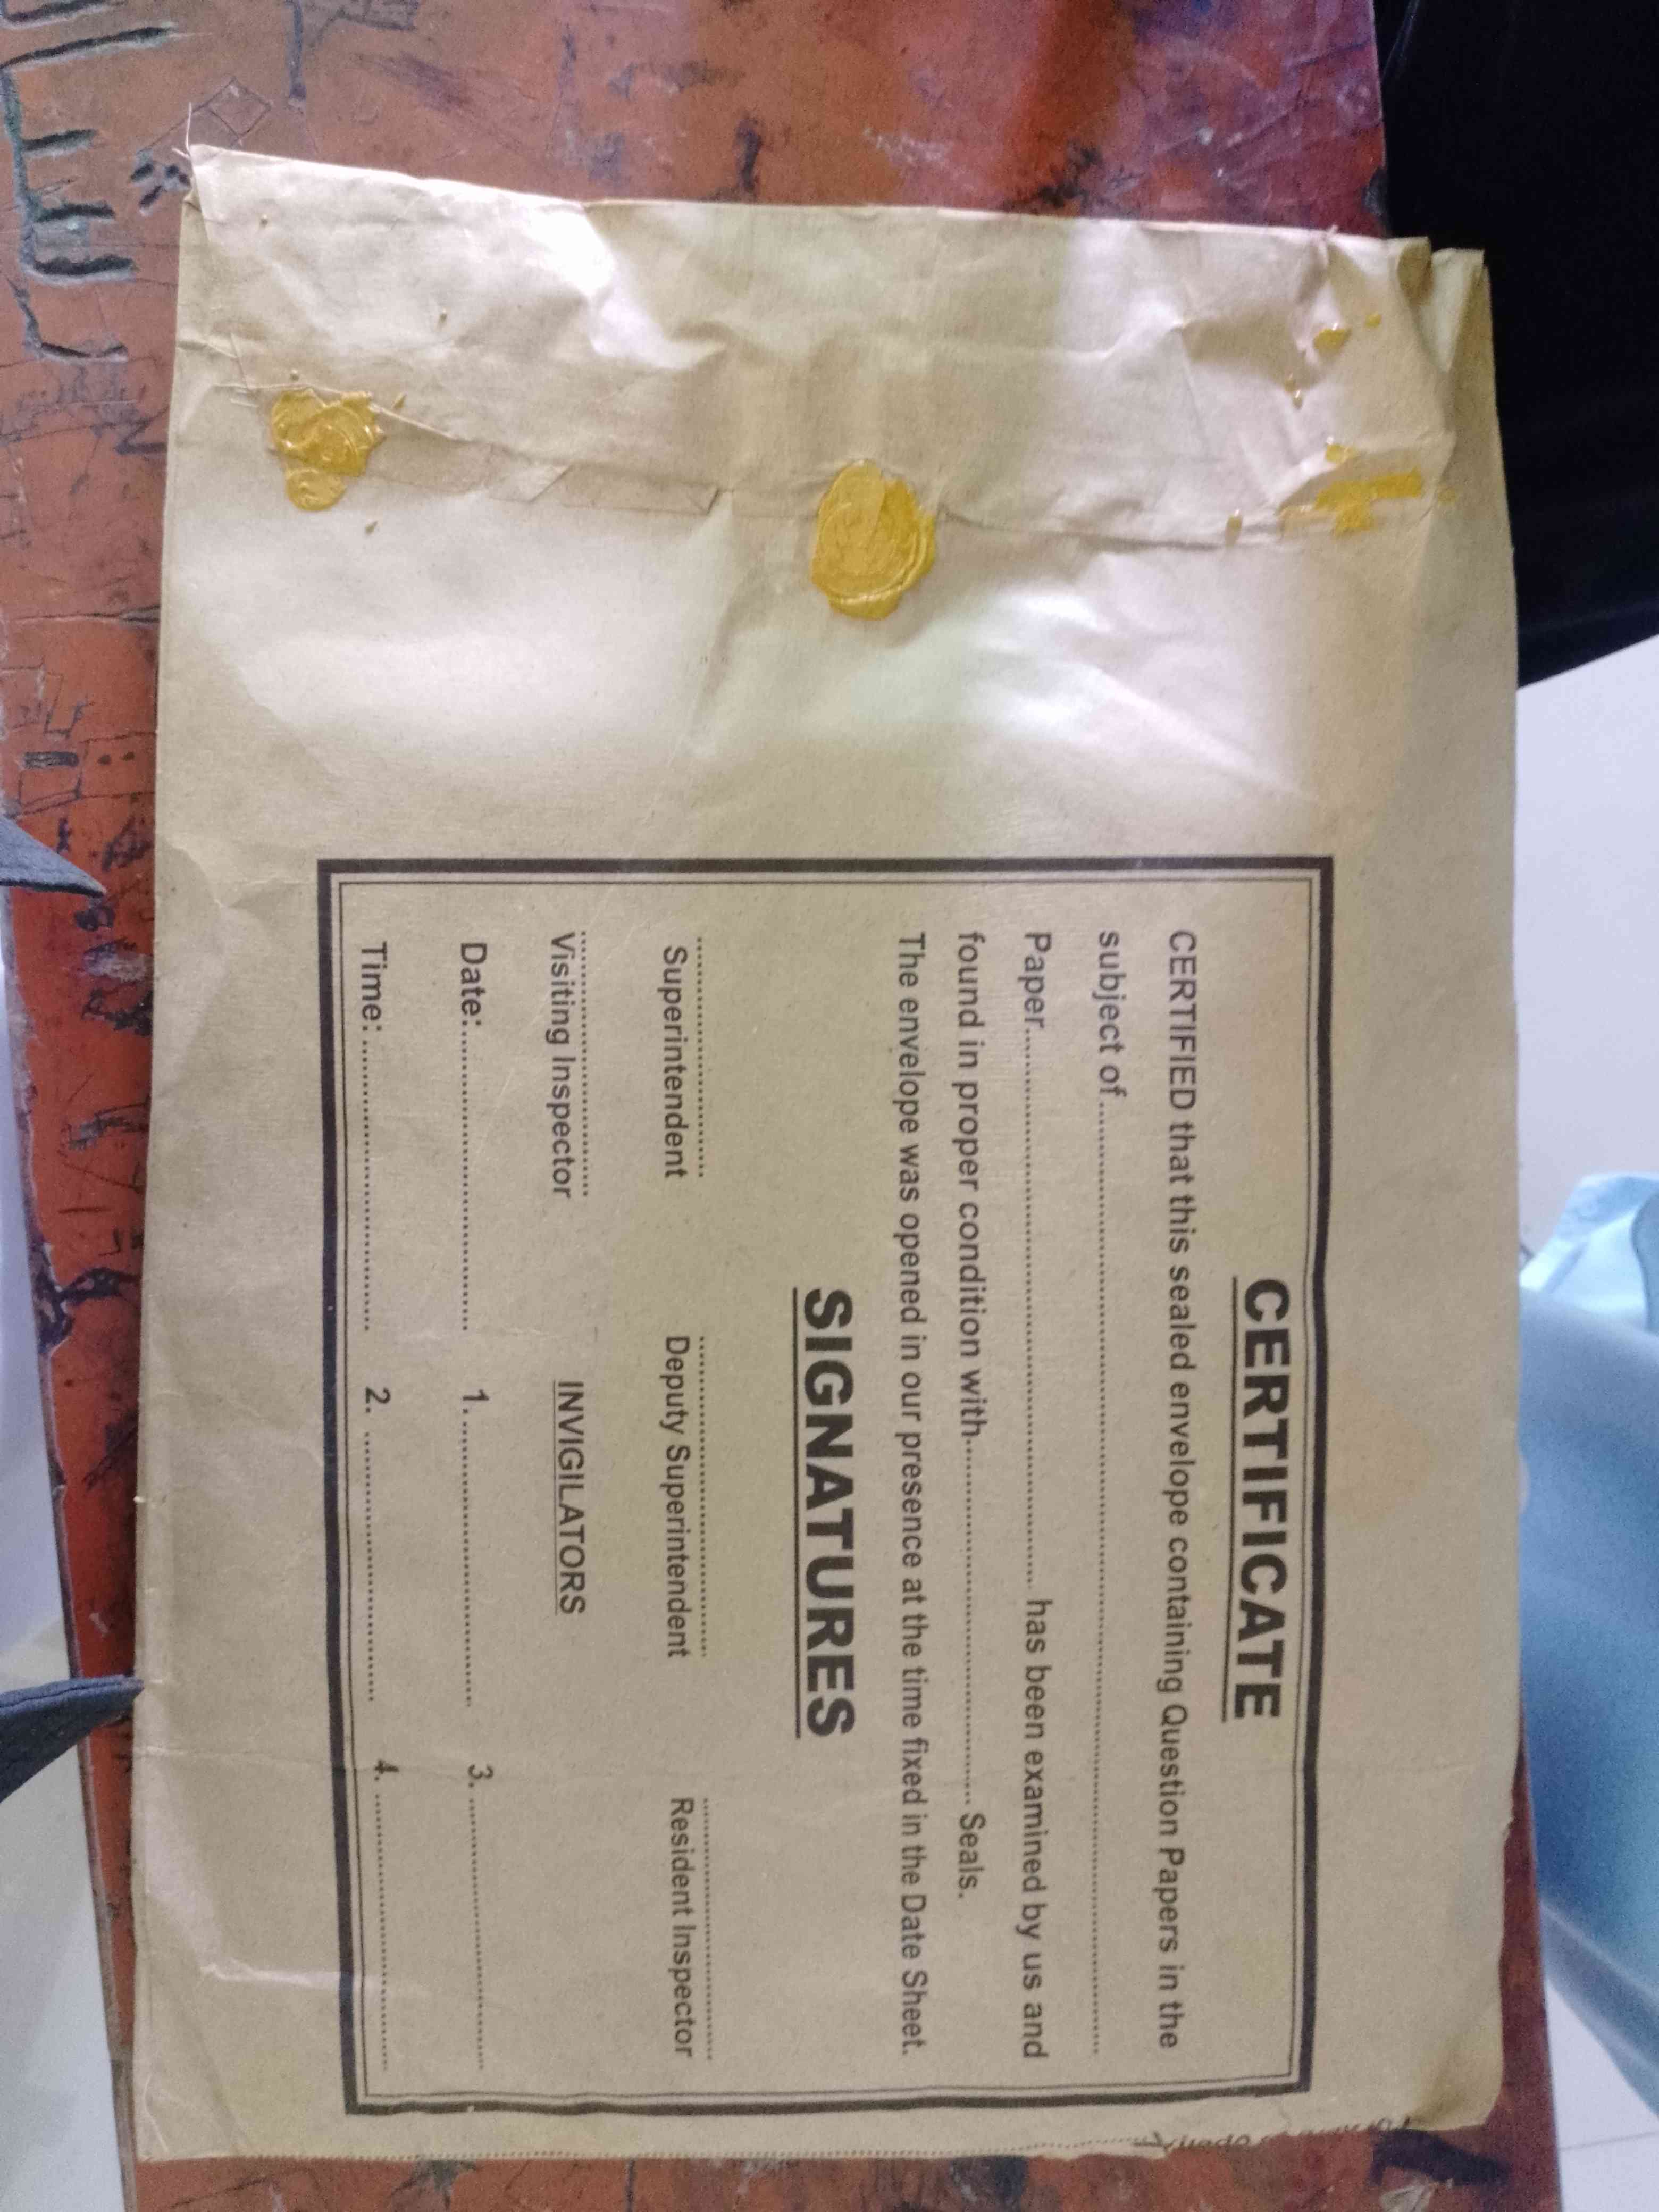 CERTIFICATE
CERTIFIED that this sealed envelope containing Question Papers in the
subject of........................................................................
Paper........................................ has been examined by us and
found in proper condition with........................... Seals.
The envelope was opened in our presence at the time fixed in the Date Sheet.
SIGNATURES
Superintendent Deputy Superintendent Resident Inspector
Visiting Inspector INVIGILATORS
Date:........................ 1. ........................ 3. ........................
Time: ........................ 2. ........................ 4. ........................